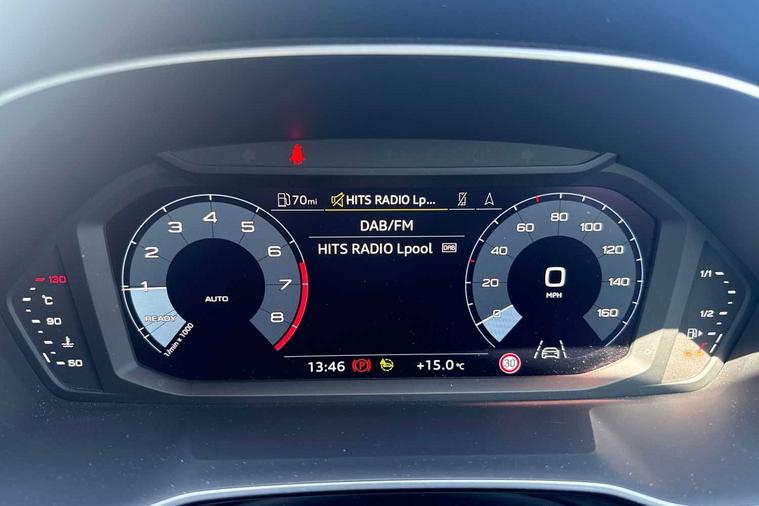 70mi
HITS RADIO Lp...
DAB/FM
HITS RADIO Lpool DAB
1
2
3
4
5
6
7
8
READY
1/min x 1000
AUTO
0
20
40
60
80
100
120
140
160
0
MPH
130
°C
90
50
1/1
1/2
13:46
P
+15.0 °C
30